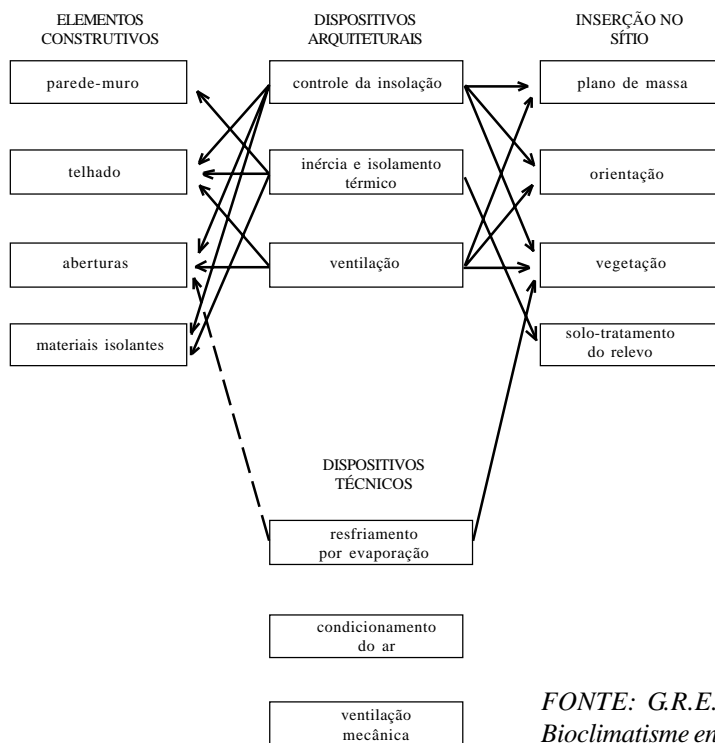 ELEMENTOS
CONSTRUTIVOS
parede-muro
telhado
aberturas
materiais isolantes
DISPOSITIVOS
ARQUITETURAIS
controle da insolação
inércia e isolamento
térmico
ventilação
INSERÇÃO NO
SÍTIO
plano de massa
orientação
vegetação
solo-tratamento
do relevo
DISPOSITIVOS
TÉCNICOS
resfriamento
por evaporação
condicionamento
do ar
ventilação
mecânica
FONTE: G.R.E.
Bioclimatisme en